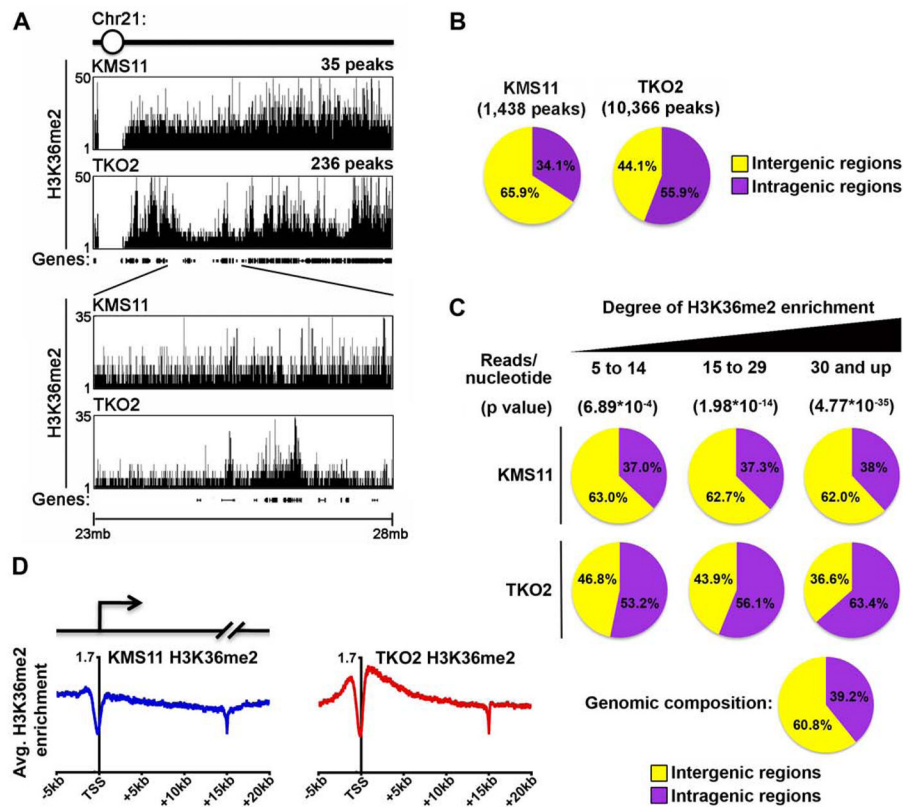 A
Chr21:
H3K36me2
KMS11
35 peaks
50
1
TKO2
236 peaks
50
1
Genes:
H3K36me2
KMS11
35
1
TKO2
35
1
Genes:
23mb
28mb
B
KMS11
(1,438 peaks)
34.1%
65.9%
TKO2
(10,366 peaks)
44.1%
55.9%
Intergenic regions
Intragenic regions
C
Degree of H3K36me2 enrichment
Reads/
nucleotide
5 to 14
15 to 29
30 and up
(p value)
(6.89*10-4)
(1.98*10-14)
(4.77*10-35)
KMS11
37.0%
63.0%
37.3%
62.7%
38%
62.0%
TKO2
46.8%
53.2%
43.9%
56.1%
36.6%
63.4%
Genomic composition:
39.2%
60.8%
Intergenic regions
Intragenic regions
D
Avg. H3K36me2
enrichment
1.7
KMS11 H3K36me2
-5kb
TSS
+5kb
+10kb
+15kb
+20kb
1.7
TKO2 H3K36me2
-5kb
TSS
+5kb
+10kb
+15kb
+20kb